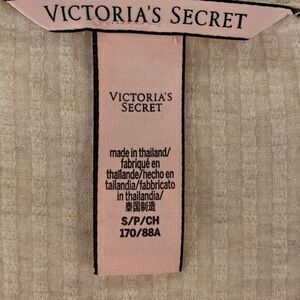 VICTORIA'S SECRET
VICTORIA'S
SECRET
made in thailand/
fabriqué en
thaïlande/hecho en
tailandia/fabbricato
in thailandia/
泰国制造
S/P/CH
170/88A